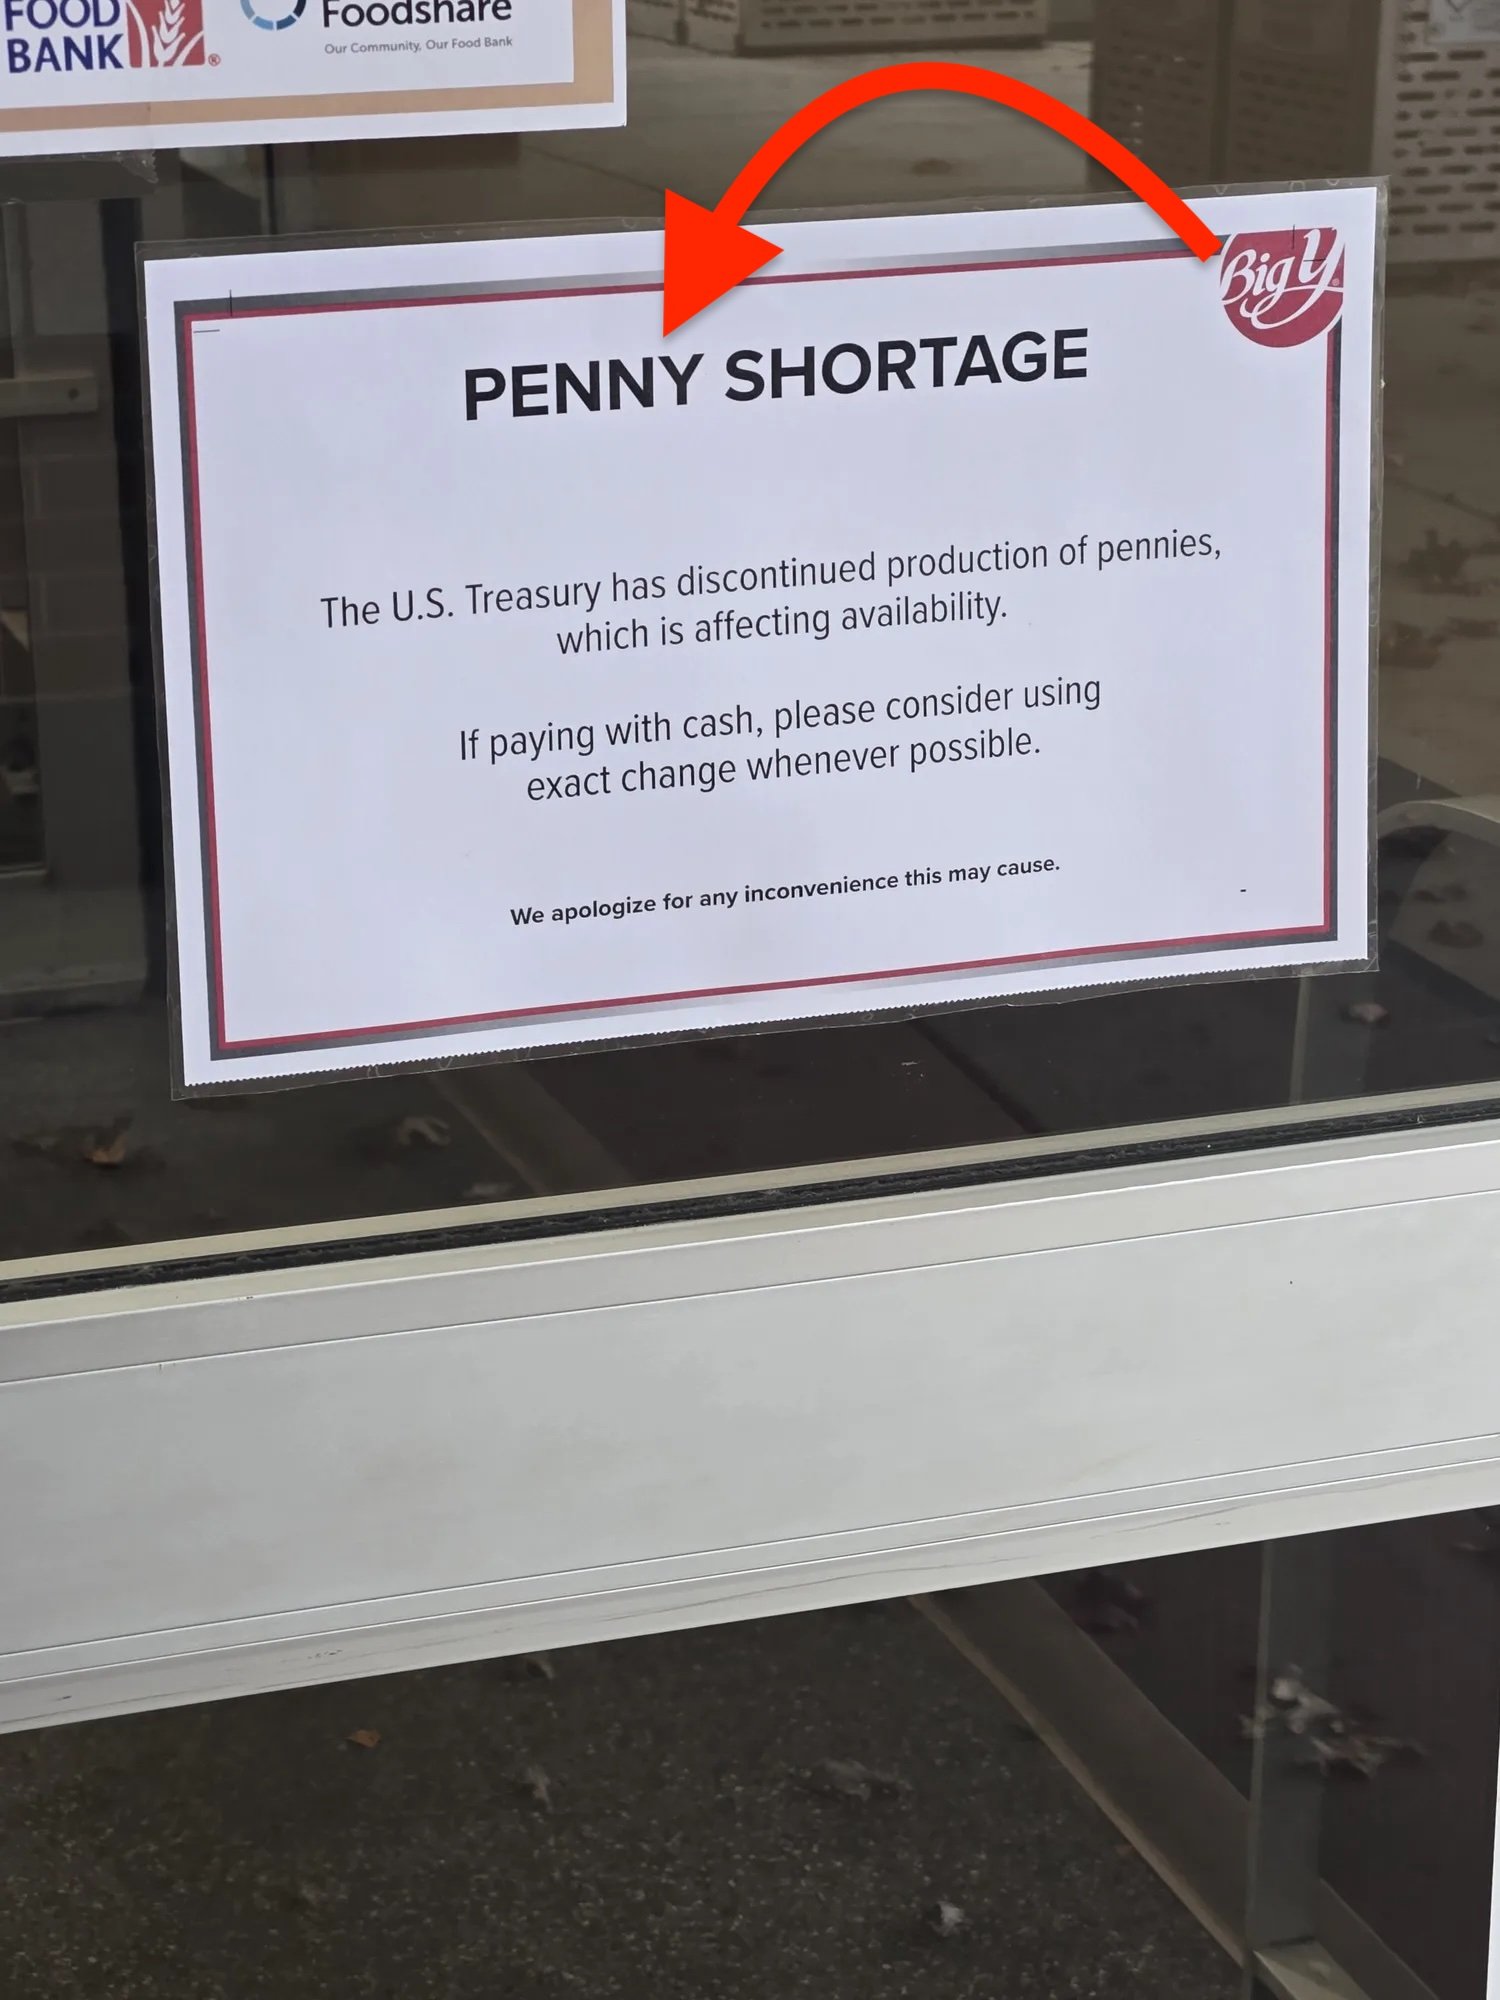 FOOD
BANK
Foodshare
Our Community, Our Food Bank
Big Y
PENNY SHORTAGE
The U.S. Treasury has discontinued production of pennies,
which is affecting availability.
If paying with cash, please consider using
exact change whenever possible.
We apologize for any inconvenience this may cause.
-